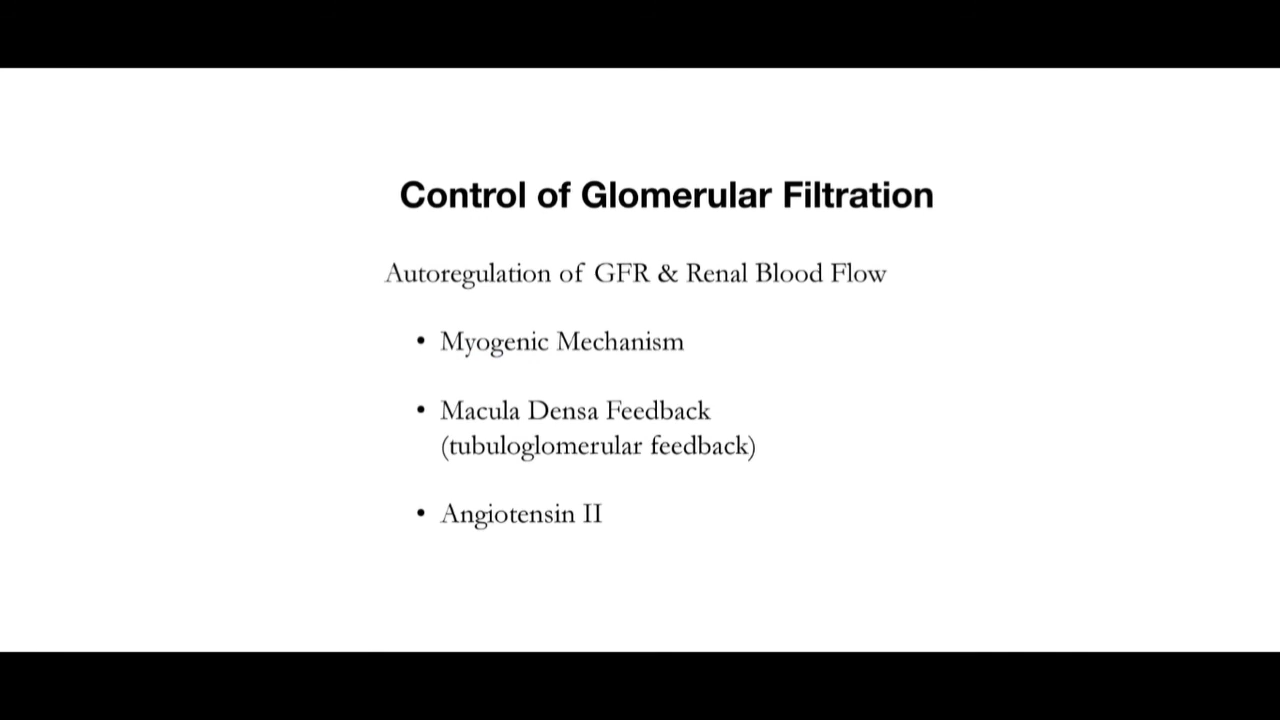 Control of Glomerular Filtration
Autoregulation of GFR & Renal Blood Flow
• Myogenic Mechanism
• Macula Densa Feedback
(tubuloglomerular feedback)
• Angiotensin II